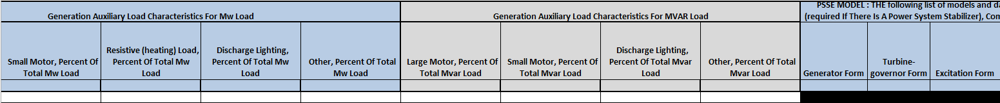 Generation Auxiliary Load Characteristics For Mw Load
Generation Auxiliary Load Characteristics For MVAR Load
PSSE MODEL : THE following list of models and
(required If There Is A Power System Stabilizer),
Small Motor, Percent Of
Total Mw Load
Resistive (heating) Load,
Percent Of Total Mw
Load
Discharge Lighting,
Percent Of Total Mw
Load
Other, Percent Of Total
Mw Load
Large Motor, Percent Of
Total Mvar Load
Small Motor, Percent Of
Total Mvar Load
Discharge Lighting,
Percent Of Total Mvar
Load
Other, Percent Of Total
Mvar Load
Generator Form
Turbine-
governor Form
Excitation Form